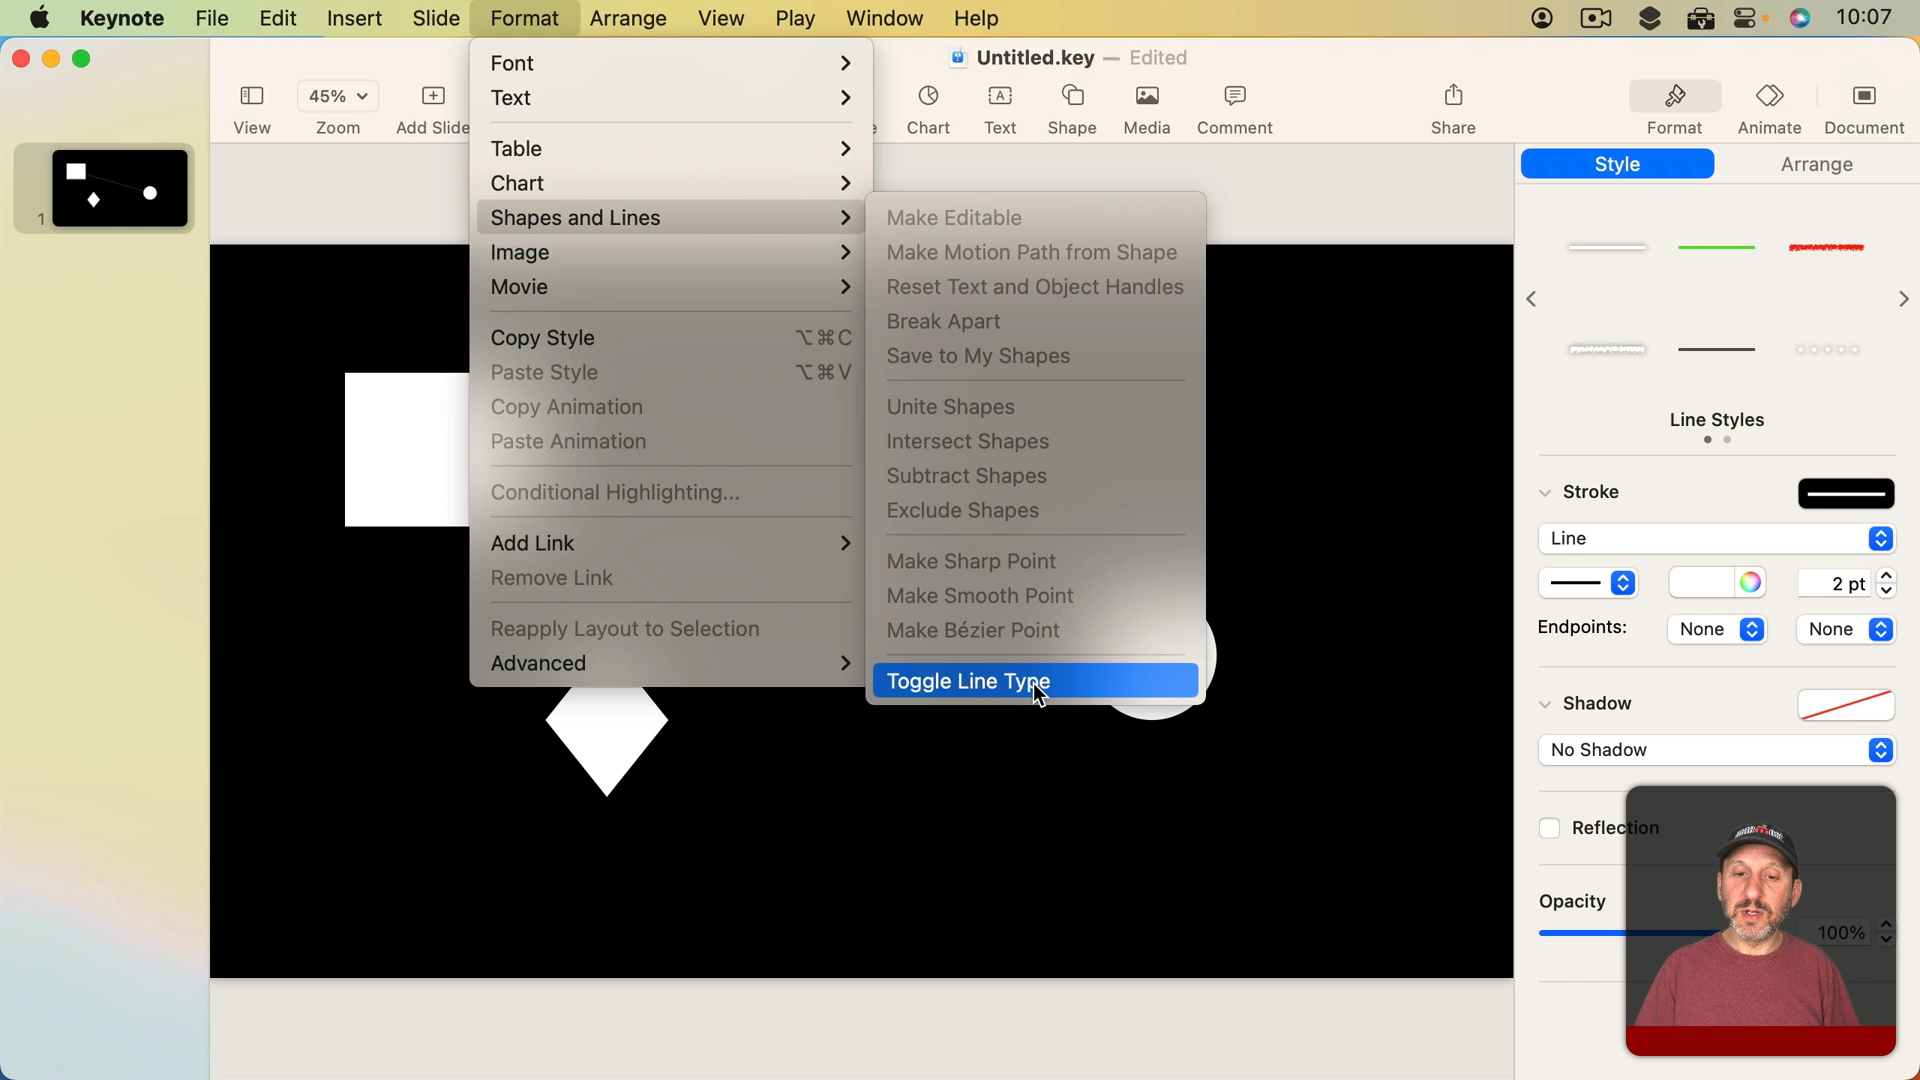 Keynote File Edit Insert Slide Format Arrange View Play Window Help 10:07
Untitled.key — Edited
45%
View Zoom Add Slide Chart Text Shape Media Comment Share Format Animate Document
1
Font
Text
Table
Chart
Shapes and Lines
Image
Movie
Copy Style ⌥⌘C
Paste Style ⌥⌘V
Copy Animation
Paste Animation
Conditional Highlighting...
Add Link
Remove Link
Reapply Layout to Selection
Advanced
Make Editable
Make Motion Path from Shape
Reset Text and Object Handles
Break Apart
Save to My Shapes
Unite Shapes
Intersect Shapes
Subtract Shapes
Exclude Shapes
Make Sharp Point
Make Smooth Point
Make Bézier Point
Toggle Line Type
Style Arrange
Line Styles
Stroke
Line
2 pt
Endpoints: None None
Shadow
No Shadow
Reflection
Opacity
100%